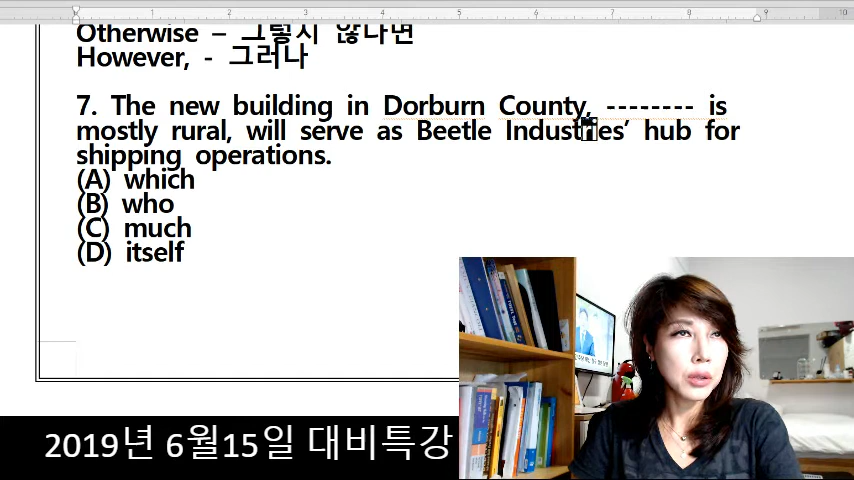 Otherwise – 그렇지 않나면
However, - 그러나
7. The new building in Dorburn County, -------- is
mostly rural, will serve as Beetle Industries’ hub for
shipping operations.
(A) which
(B) who
(C) much
(D) itself
2019년 6월15일 대비특강